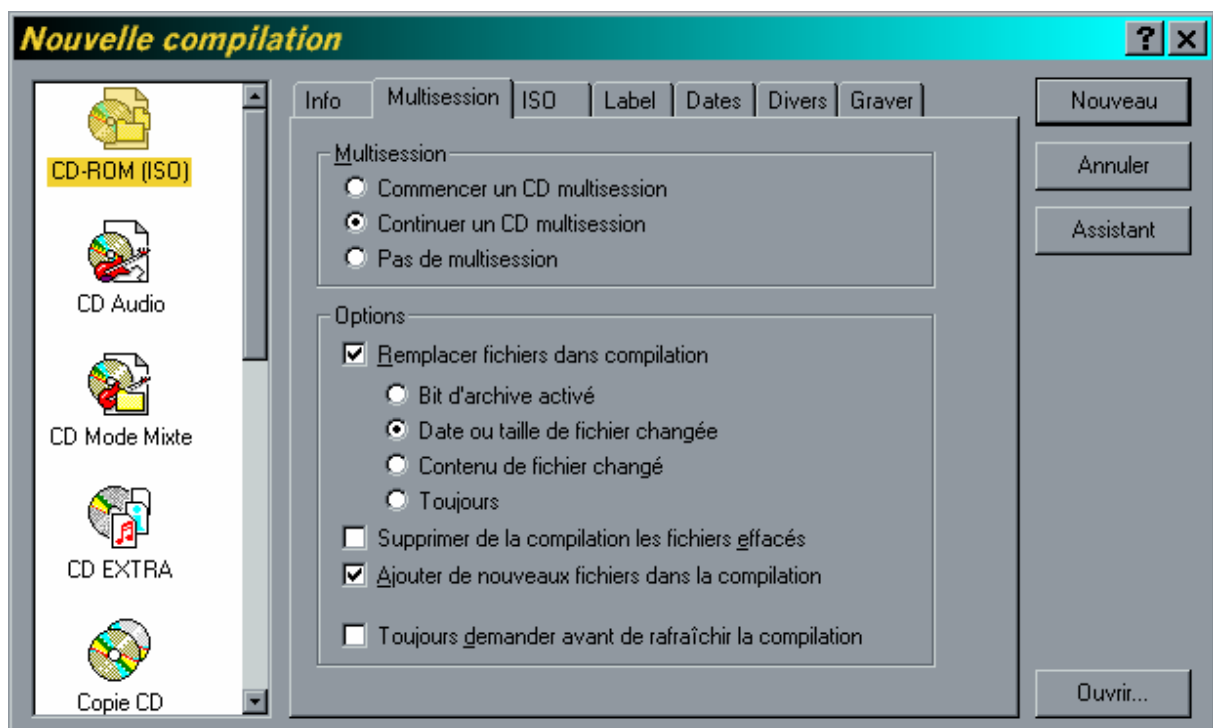 Nouvelle compilation
CD-ROM (ISO)
CD Audio
CD Mode Mixte
CD EXTRA
Copie CD
Info Multisession ISO Label Dates Divers Graver
Multisession
Commencer un CD multisession
Continuer un CD multisession
Pas de multisession
Options
Remplacer fichiers dans compilation
Bit d'archive activé
Date ou taille de fichier changée
Contenu de fichier changé
Toujours
Supprimer de la compilation les fichiers effacés
Ajouter de nouveaux fichiers dans la compilation
Toujours demander avant de rafraîchir la compilation
Nouveau
Annuler
Assistant
Ouvrir...